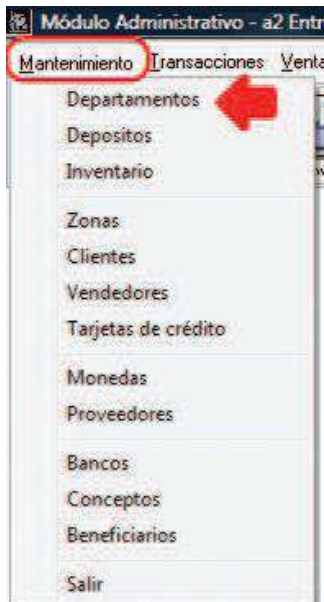 Módulo Administrativo - a2 Entr
Mantenimiento Transacciones Venta
Departamentos
Depositos
Inventario
Zonas
Clientes
Vendedores
Tarjetas de crédito
Monedas
Proveedores
Bancos
Conceptos
Beneficiarios
Salir